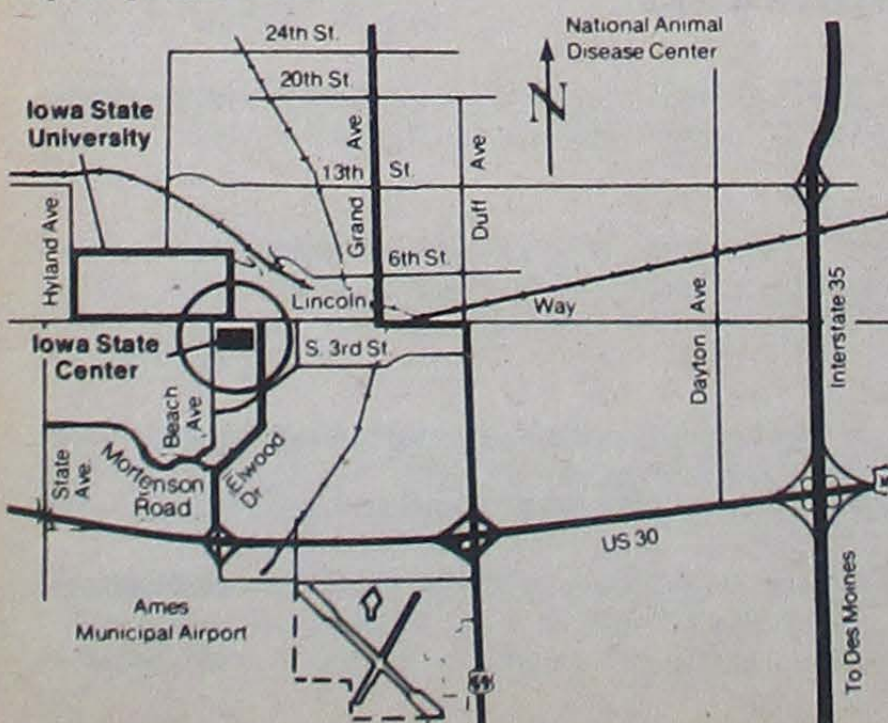 24th St.
National Animal
Disease Center
20th St.
Iowa State
University
N
Ave
Ave
13th St.
Hyland Ave.
Grand
Duff
6th St.
Lincoln Way
Iowa State
Center
S. 3rd St.
Dayton Ave
Interstate 35
Beach
Ave
State
Ave.
Mortenson
Road
Elwood
Dr
US 30
Ames
Municipal Airport
To Des Moines